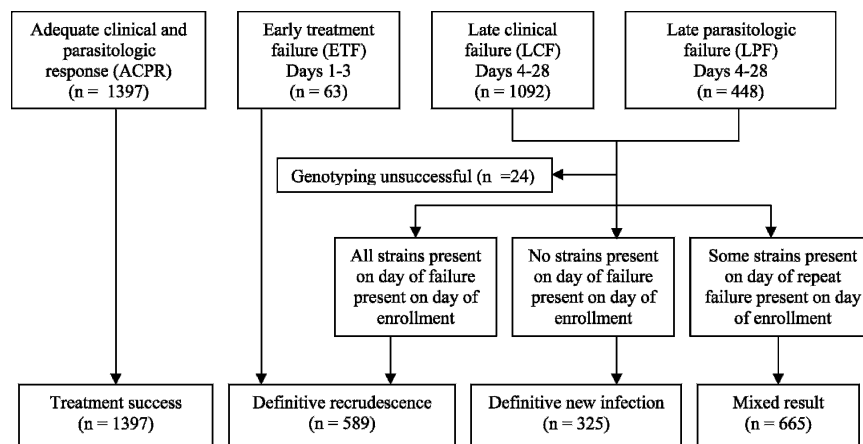 Adequate clinical and
parasitologic
response (ACPR)
(n = 1397)
Early treatment
failure (ETF)
Days 1-3
(n = 63)
Late clinical
failure (LCF)
Days 4-28
(n = 1092)
Late parasitologic
failure (LPF)
Days 4-28
(n = 448)
Genotyping unsuccessful (n =24)
All strains present
on day of failure
present on day of
enrollment
No strains present
on day of failure
present on day of
enrollment
Some strains present
on day of repeat
failure present on day
of enrollment
Treatment success
(n = 1397)
Definitive recrudescence
(n = 589)
Definitive new infection
(n = 325)
Mixed result
(n = 665)